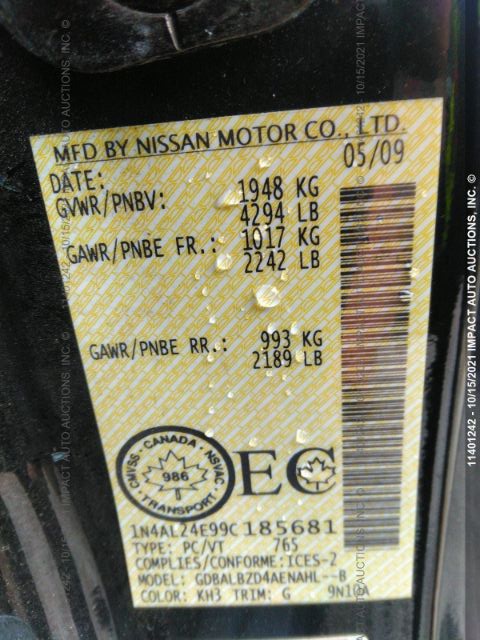 MFD BY NISSAN MOTOR CO., LTD.
DATE: 05/09
GVWR/PNBV: 1948 KG
4294 LB
GAWR/PNBE FR.: 1017 KG
2242 LB
GAWR/PNBE RR.: 993 KG
2189 LB
CANADA
CMVSS NSVAC
986
TRANSPORT
EC
1N4AL24E99C185681
TYPE: PC/VT 765
COMPLIES/CONFORME:ICES-2
MODEL: GDBALBZD4AENAHL--B
COLOR: KH3 TRIM: G 9N10A
11401242 - 10/15/2021 IMPACT AUTO AUCTIONS, INC. ©